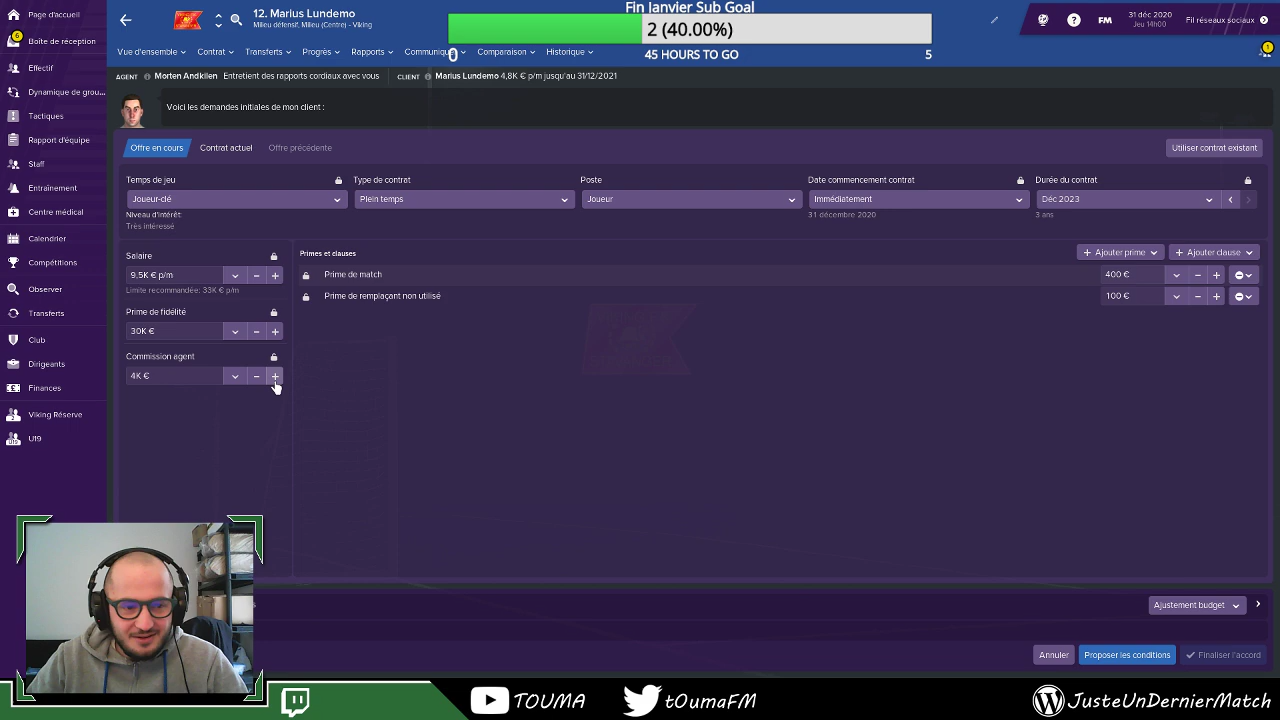 Page d'accueil
6
Boîte de réception
Effectif
Dynamique de grou...
Tactiques
Rapport d'équipe
Staff
Entraînement
Centre médical
Calendrier
Compétitions
Observer
Transferts
Club
Dirigeants
Finances
Viking Réserve
U19
12. Marius Lundemo
Milieu défensif, Milieu (Centre) - Viking
Fin Janvier Sub Goal
2 (40.00%)
0
45 HOURS TO GO
5
FM
31 déc 2020
Jeu 14h00
Fil réseaux sociaux
1
Vue d'ensemble
Contrat
Transferts
Progrès
Rapports
Comparaison
Historique
AGENT Morten Andkilen Entretient des rapports cordiaux avec vous
CLIENT Marius Lundemo 4,8K € p/m jusqu'au 31/12/2021
Voici les demandes initiales de mon client :
Offre en cours
Contrat actuel
Offre précédente
Utiliser contrat existant
Temps de jeu
Type de contrat
Poste
Date commencement contrat
Durée du contrat
Joueur-clé
Plein temps
Joueur
Immédiatement
Déc 2023
Niveau d'intérêt:
Très intéressé
31 décembre 2020
3 ans
Salaire
9,5K € p/m
Limite recommandée: 33K € p/m
Prime de fidélité
30K €
Commission agent
4K €
Primes et clauses
Ajouter prime
Ajouter clause
Prime de match
400 €
Prime de remplaçant non utilisé
100 €
Ajustement budget
Annuler
Proposer les conditions
Finaliser l'accord
TOUMA
tOumaFM
JusteUnDernierMatch